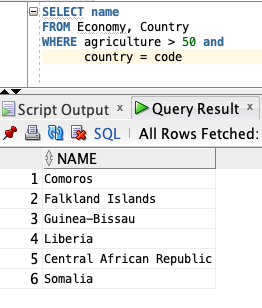 SELECT name
FROM Economy, Country
WHERE agriculture > 50 and
country = code
Script Output × Query Result ×
SQL | All Rows Fetched:
NAME
1 Comoros
2 Falkland Islands
3 Guinea-Bissau
4 Liberia
5 Central African Republic
6 Somalia